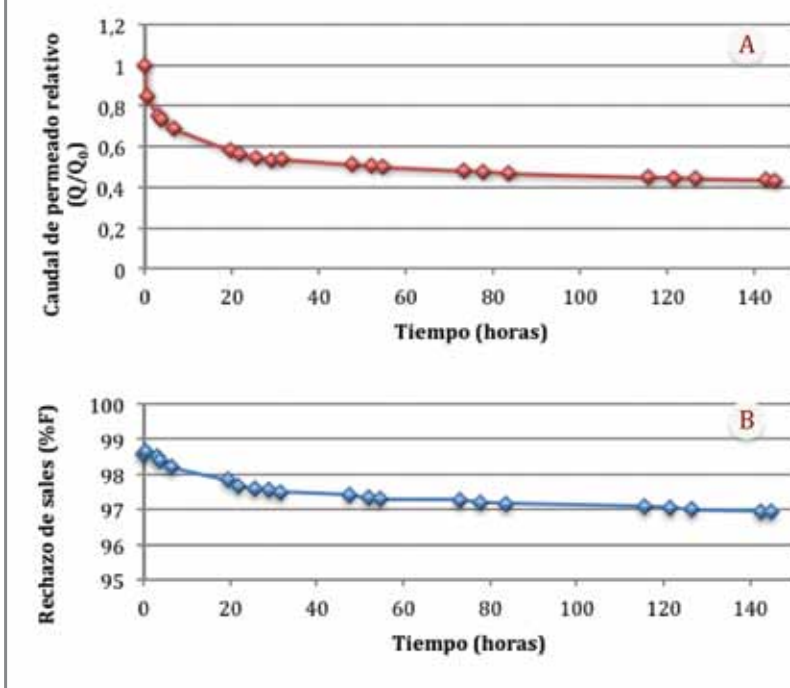 Caudal de permeado relativo
(Q/Q₀)
1,2
1
0,8
0,6
0,4
0,2
0
A
0 20 40 60 80 100 120 140
Tiempo (horas)
Rechazo de sales (%F)
100
99
98
97
96
95
B
0 20 40 60 80 100 120 140
Tiempo (horas)